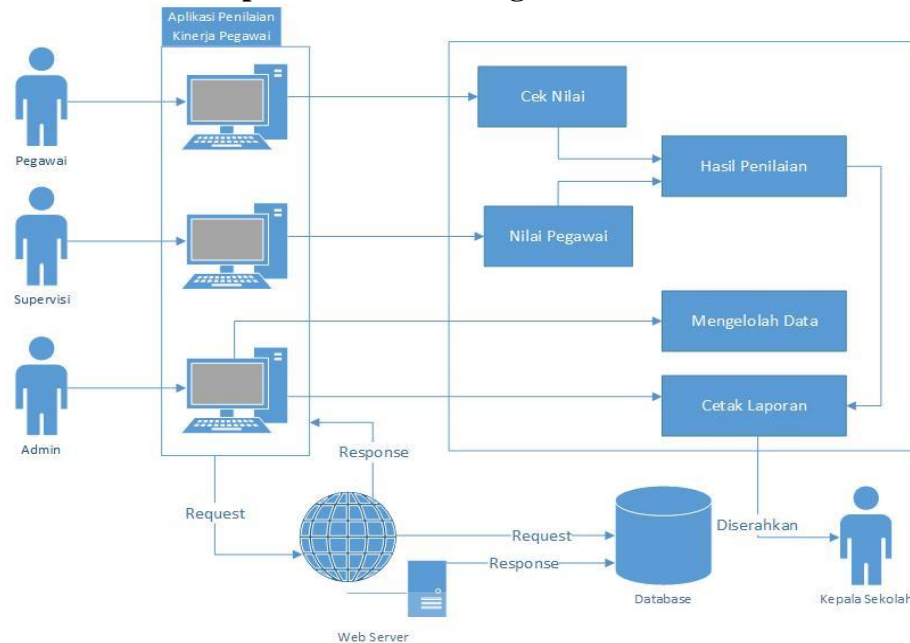 Aplikasi Penilaian
Kinerja Pegawai
Pegawai
Cek Nilai
Hasil Penilaian
Supervisi
Nilai Pegawai
Mengelolah Data
Admin
Cetak Laporan
Response
Request
Request
Response
Diserahkan
Web Server
Database
Kepala Sekolah